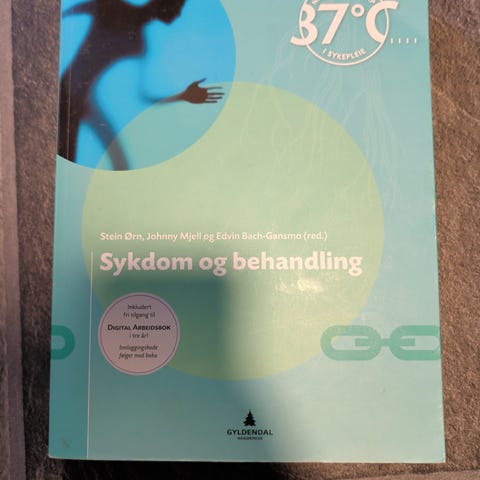 37°C
I SYKEPLEIE
Stein Ørn, Johnny Mjell og Edvin Bach-Gansmo (red.)
Sykdom og behandling
Inkludert
fri tilgang til
DIGITAL ARBEIDSBOK
i tre år!
Innloggingskode
følger med boka
GYLDENDAL
AKADEMISK